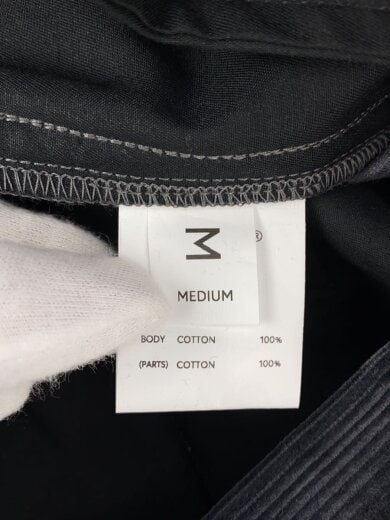 M
®
MEDIUM
BODY COTTON 100%
(PARTS) COTTON 100%